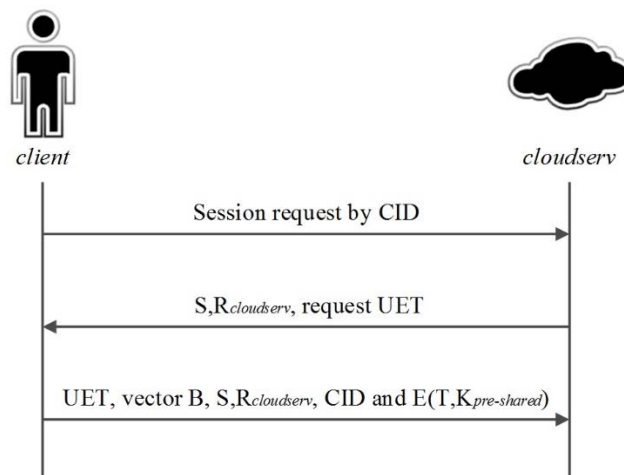 client
cloudserv
Session request by CID
S,Rcloudserv, request UET
UET, vector B, S,Rcloudserv, CID and E(T,Kpre-shared)